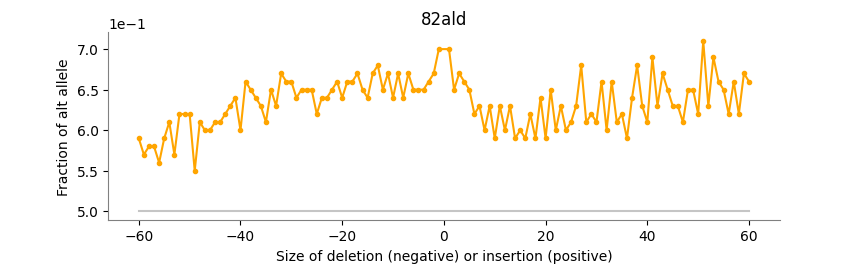 82ald
1e−1
7.0
6.5
6.0
5.5
5.0
Fraction of alt allele
−60 −40 −20 0 20 40 60
Size of deletion (negative) or insertion (positive)